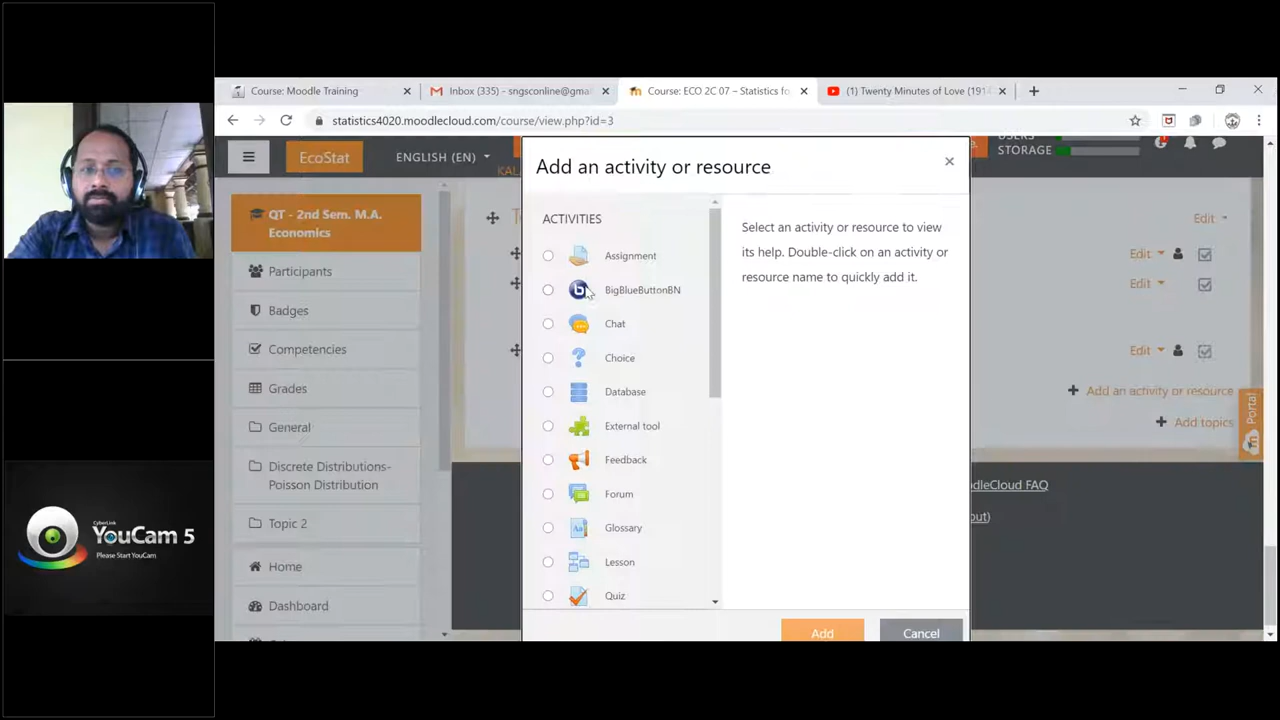 Course: Moodle Training
Inbox (335) - sngsconline@gmai
Course: ECO 2C 07 – Statistics fo
(1) Twenty Minutes of Love (1914
statistics4020.moodlecloud.com/course/view.php?id=3
EcoStat
ENGLISH (EN)
STORAGE
Add an activity or resource
QT - 2nd Sem. M.A.
Economics
Participants
Badges
Competencies
Grades
General
Discrete Distributions-
Poisson Distribution
Topic 2
Home
Dashboard
ACTIVITIES
Assignment
BigBlueButtonBN
Chat
Choice
Database
External tool
Feedback
Forum
Glossary
Lesson
Quiz
Select an activity or resource to view
its help. Double-click on an activity or
resource name to quickly add it.
Add
Cancel
Edit
Edit
Edit
Edit
Add an activity or resource
Add topics
Portal
odleCloud FAQ
out)
CyberLink
YouCam 5
Please Start YouCam